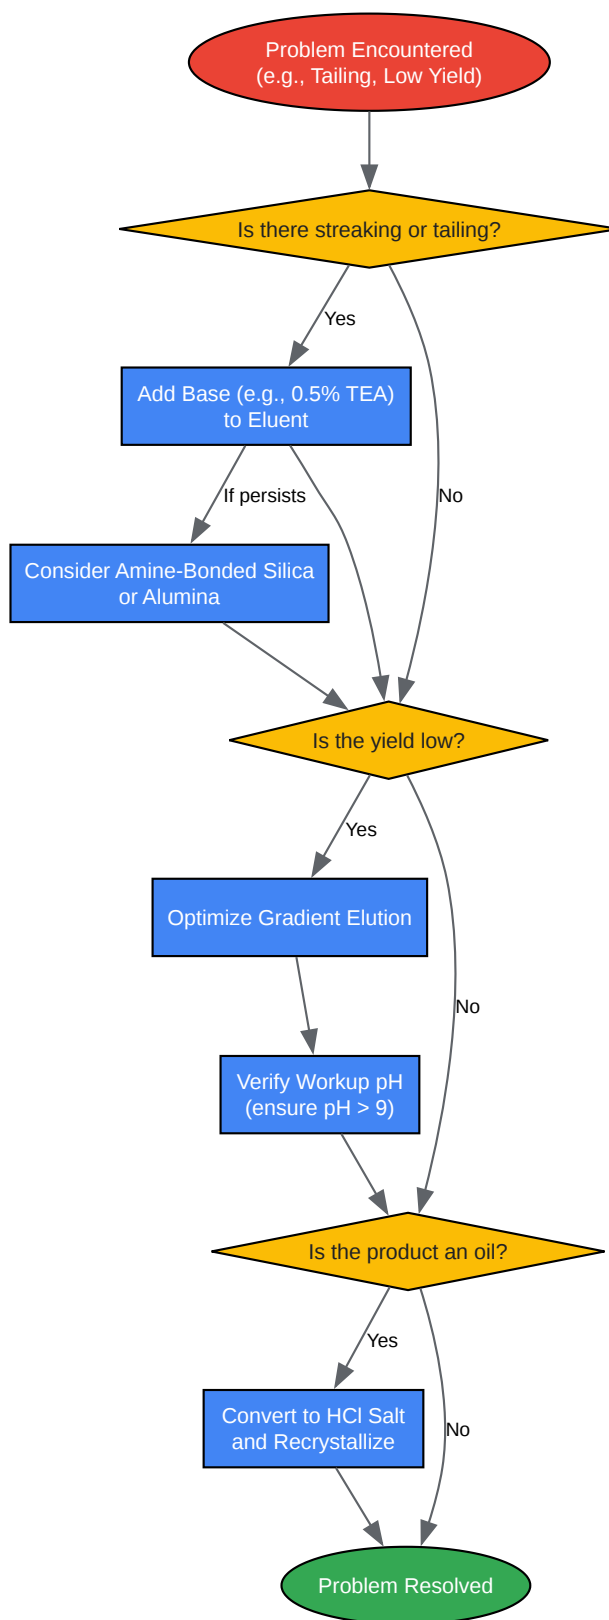 Problem Encountered
(e.g., Tailing, Low Yield)
Is there streaking or tailing?
Yes
Add Base (e.g., 0.5% TEA)
to Eluent
If persists
No
Consider Amine-Bonded Silica
or Alumina
Is the yield low?
Yes
Optimize Gradient Elution
No
Verify Workup pH
(ensure pH > 9)
Is the product an oil?
Yes
Convert to HCl Salt
and Recrystallize
No
Problem Resolved